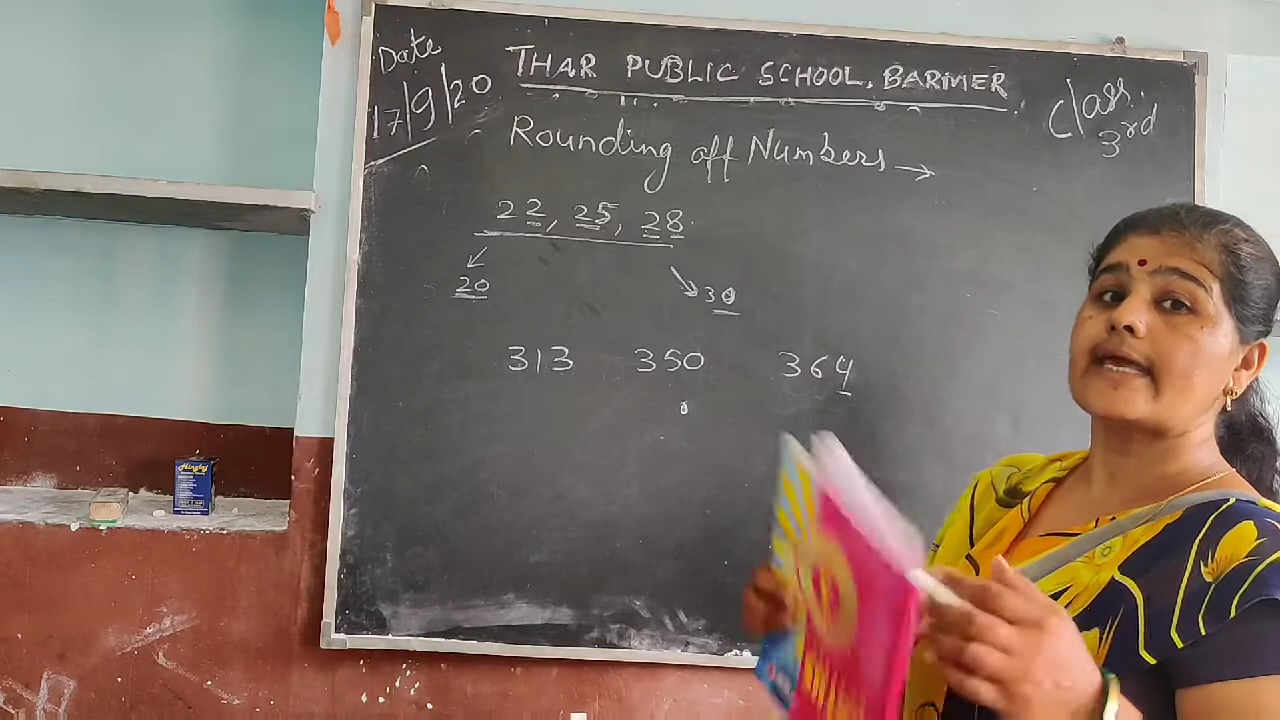 Date
17/9/20
THAR PUBLIC SCHOOL, BARMER
Class
3rd
Rounding off Numbers →
22, 25, 28
20
30
313 350 364